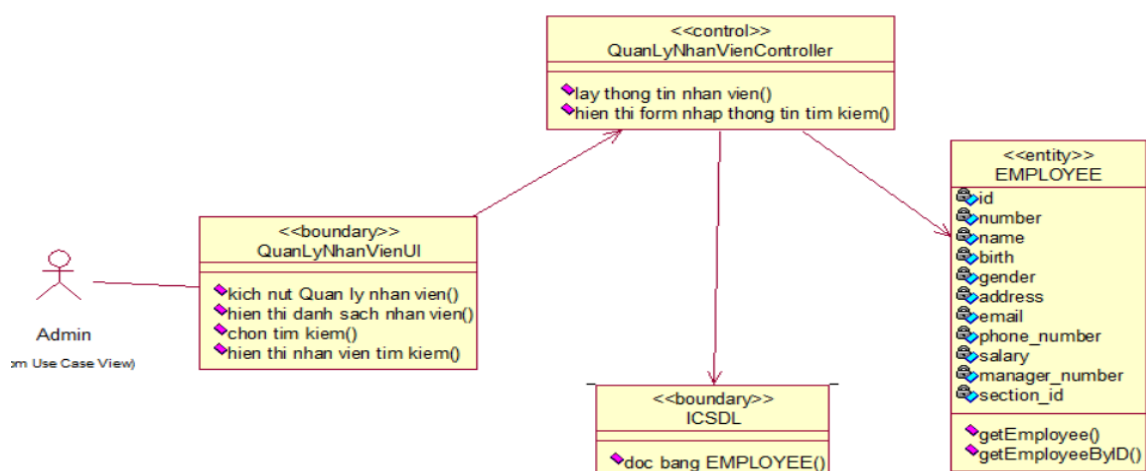 <<control>>
QuanLyNhanVienController
lay thong tin nhan vien()
hien thi form nhap thong tin tim kiem()
<<entity>>
EMPLOYEE
id
number
name
birth
gender
address
email
phone_number
salary
manager_number
section_id
getEmployee()
getEmployeeByID()
<<boundary>>
QuanLyNhanVienUI
kich nut Quan ly nhan vien()
hien thi danh sach nhan vien()
chon tim kiem()
hien thi nhan vien tim kiem()
Admin
om Use Case View)
<<boundary>>
ICSDL
doc bang EMPLOYEE()